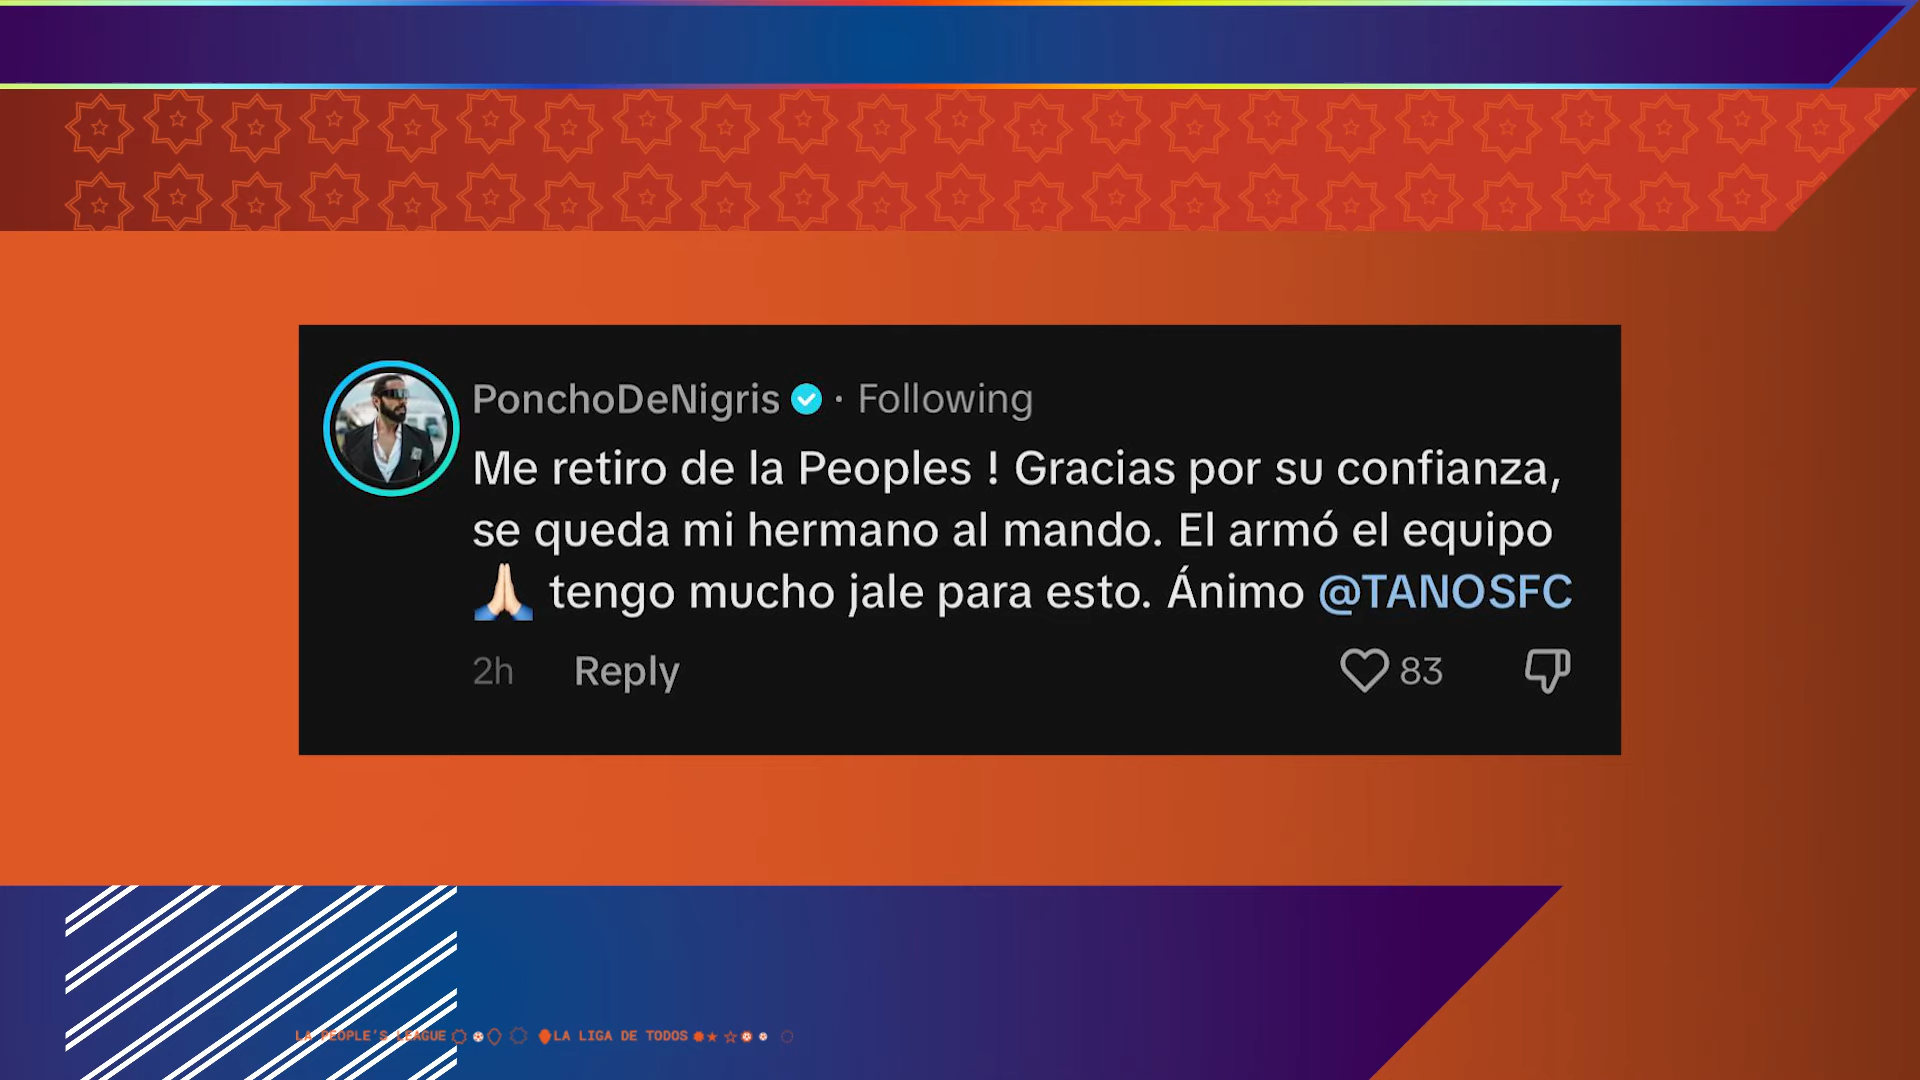 PonchoDeNigris · Following
Me retiro de la Peoples ! Gracias por su confianza,
se queda mi hermano al mando. El armó el equipo
🙏🏻 tengo mucho jale para esto. Ánimo @TANOSFC
2h Reply 83
LA PEOPLE'S LEAGUE LA LIGA DE TODOS